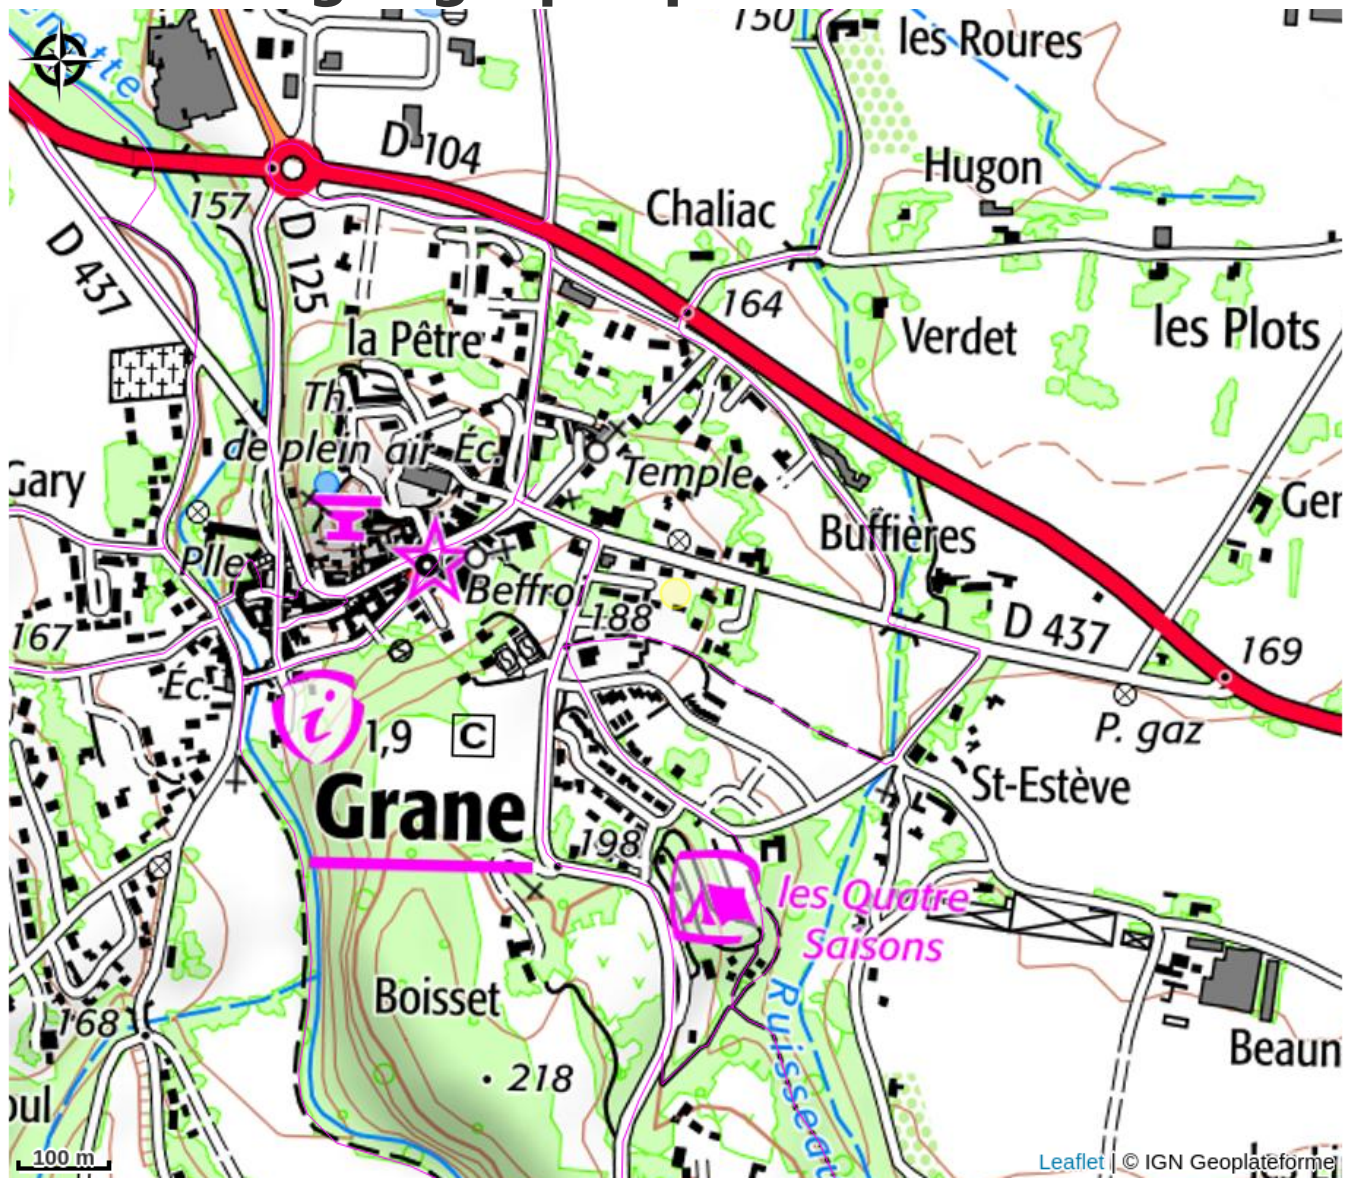 150
les Roures
D 104
Hugon
157
Chaliac
D 437
D 125
164
la Pêtre
Verdet
les Plots
Th.
de plein air
Éc.
Gary
Temple
Buffières
Plle
Beffroi
188
D 437
167
169
Éc.
i
1,9
C
P. gaz
St-Estève
Grane
198
les Quatre
Saisons
Boisset
Ruisseau
168
218
Beaun
100 m
Leaflet | © IGN Geoplateforme